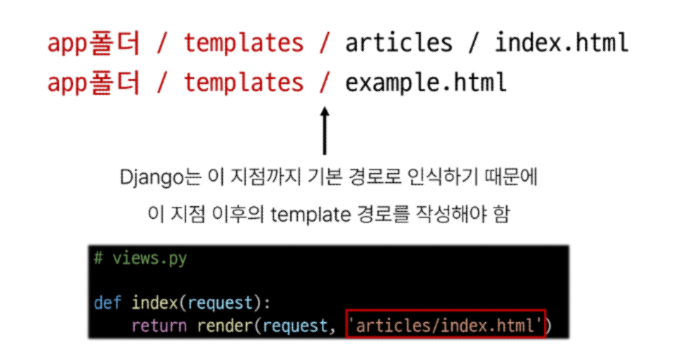 app폴더 / templates / articles / index.html
app폴더 / templates / example.html
Django는 이 지점까지 기본 경로로 인식하기 때문에
이 지점 이후의 template 경로를 작성해야 함
# views.py
def index(request):
    return render(request, 'articles/index.html')